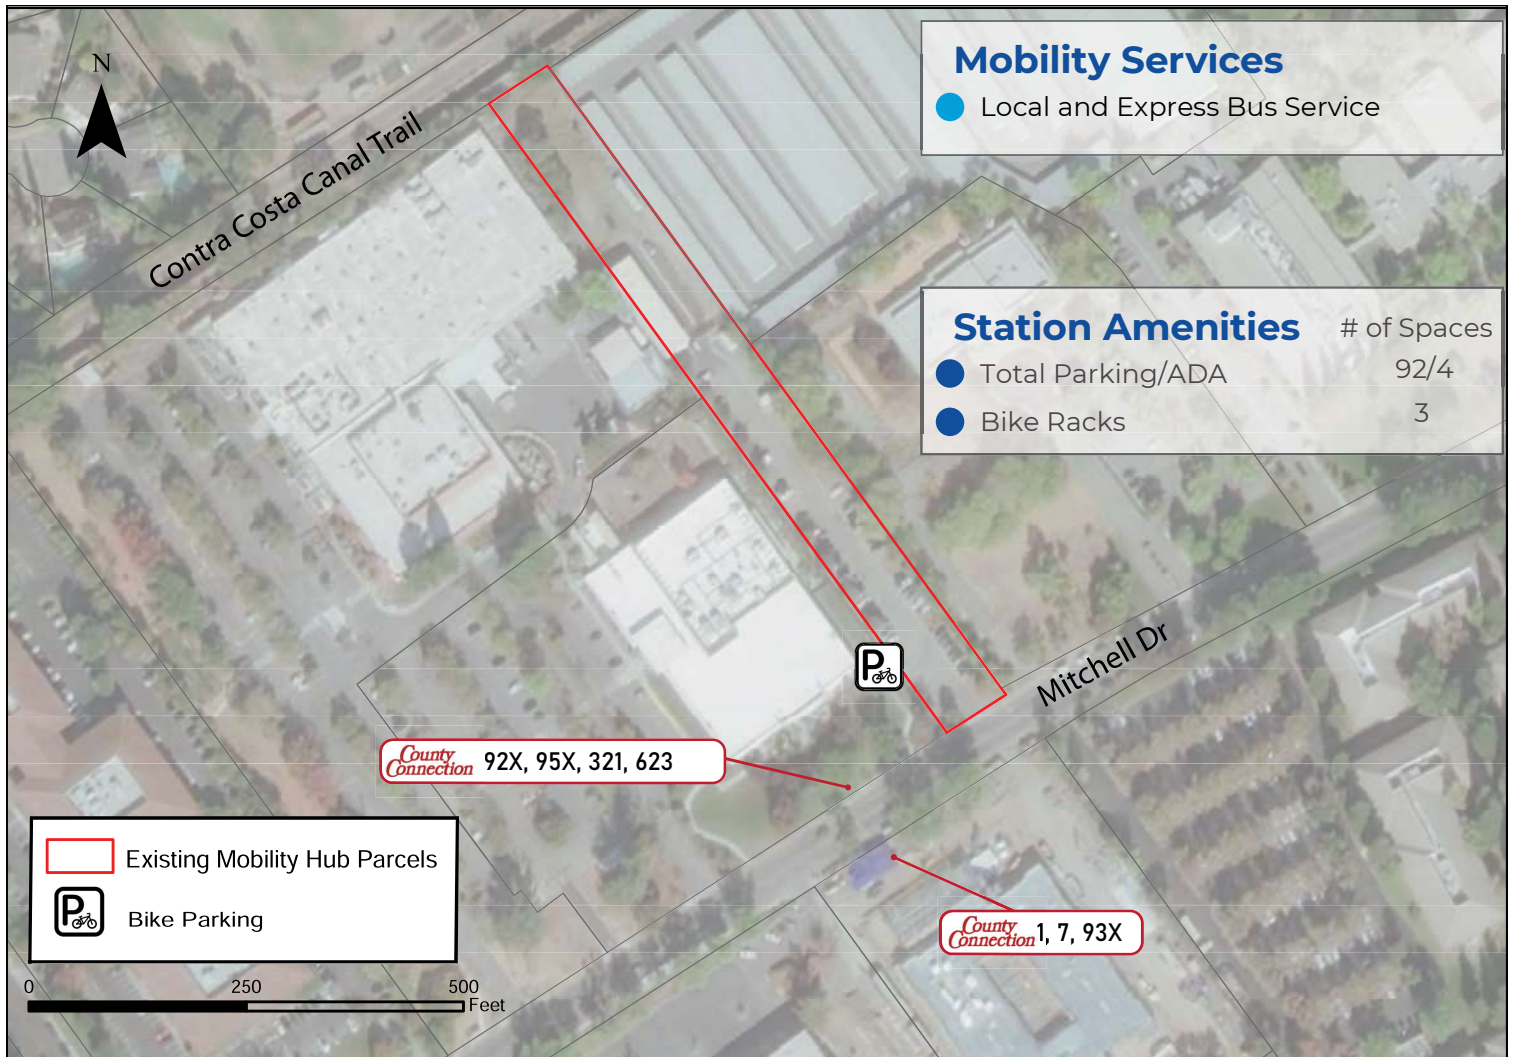 N
Contra Costa Canal Trail
Mobility Services
Local and Express Bus Service
Station Amenities # of Spaces
Total Parking/ADA 92/4
Bike Racks 3
Mitchell Dr
P
County Connection 92X, 95X, 321, 623
County Connection 1, 7, 93X
Existing Mobility Hub Parcels
P Bike Parking
0 250 500
Feet